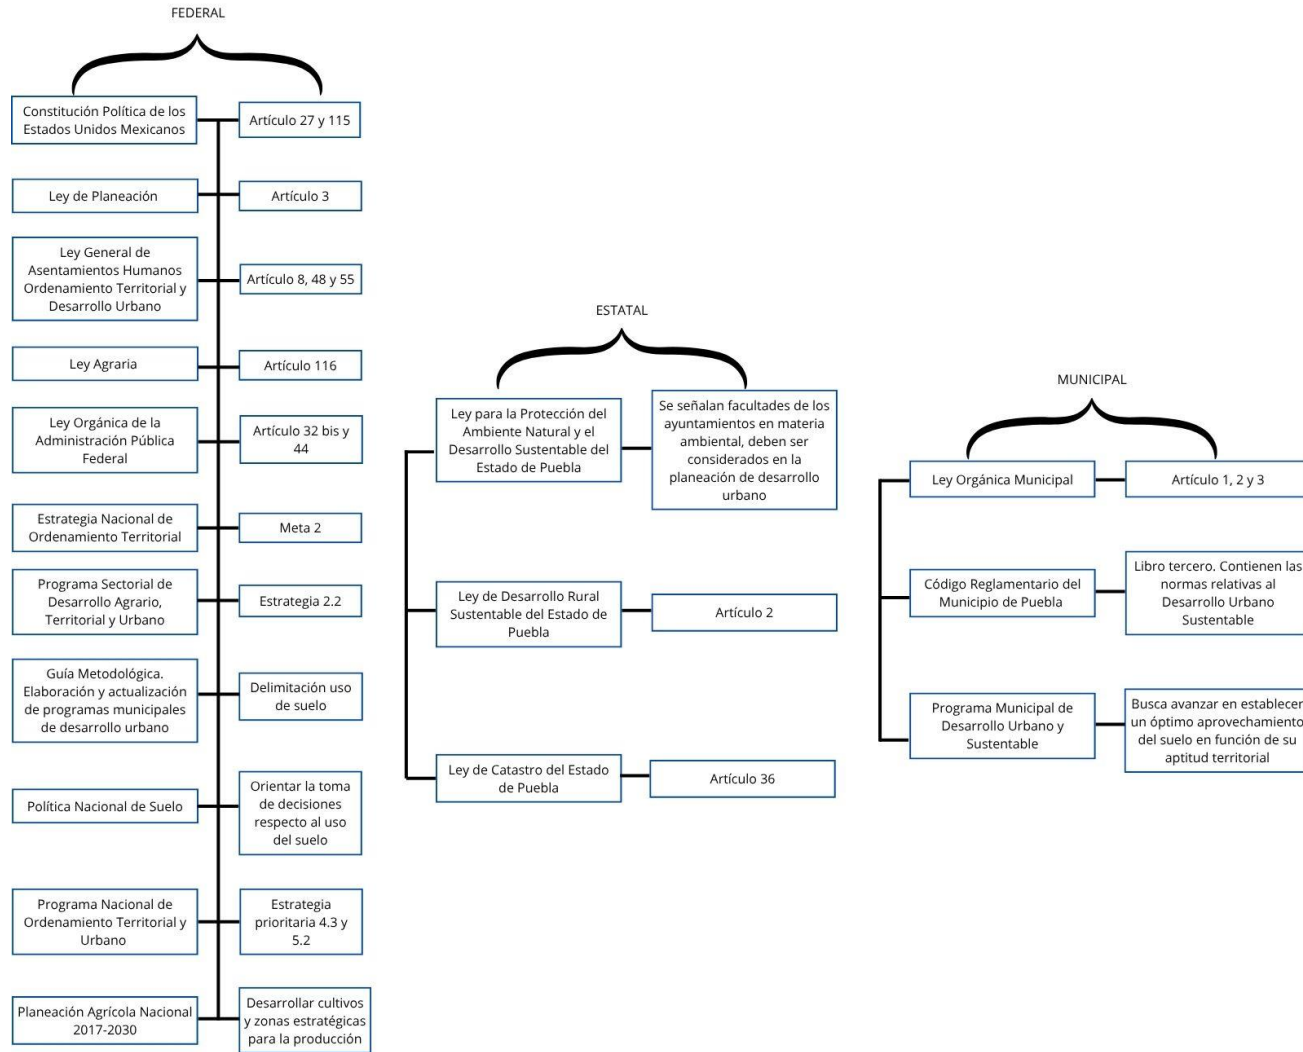 FEDERAL
Constitución Política de los
Estados Unidos Mexicanos
Artículo 27 y 115
Ley de Planeación
Artículo 3
Ley General de
Asentamientos Humanos
Ordenamiento Territorial y
Desarrollo Urbano
Artículo 8, 48 y 55
Ley Agraria
Artículo 116
Ley Orgánica de la
Administración Pública
Federal
Artículo 32 bis y
44
Estrategia Nacional de
Ordenamiento Territorial
Meta 2
Programa Sectorial de
Desarrollo Agrario,
Territorial y Urbano
Estrategia 2.2
Guía Metodológica.
Elaboración y actualización
de programas municipales
de desarrollo urbano
Delimitación uso
de suelo
Política Nacional de Suelo
Orientar la toma
de decisiones
respecto al uso
del suelo
Programa Nacional de
Ordenamiento Territorial y
Urbano
Estrategia
prioritaria 4.3 y
5.2
Planeación Agrícola Nacional
2017-2030
Desarrollar cultivos
y zonas estratégicas
para la producción
ESTATAL
Ley para la Protección del
Ambiente Natural y el
Desarrollo Sustentable del
Estado de Puebla
Se señalan facultades de los
ayuntamientos en materia
ambiental, deben ser
considerados en la
planeación de desarrollo
urbano
Ley de Desarrollo Rural
Sustentable del Estado de
Puebla
Artículo 2
Ley de Catastro del Estado
de Puebla
Artículo 36
MUNICIPAL
Ley Orgánica Municipal
Artículo 1, 2 y 3
Código Reglamentario del
Municipio de Puebla
Libro tercero. Contienen las
normas relativas al
Desarrollo Urbano
Sustentable
Programa Municipal de
Desarrollo Urbano y
Sustentable
Busca avanzar en establecer
un óptimo aprovechamiento
del suelo en función de su
aptitud territorial